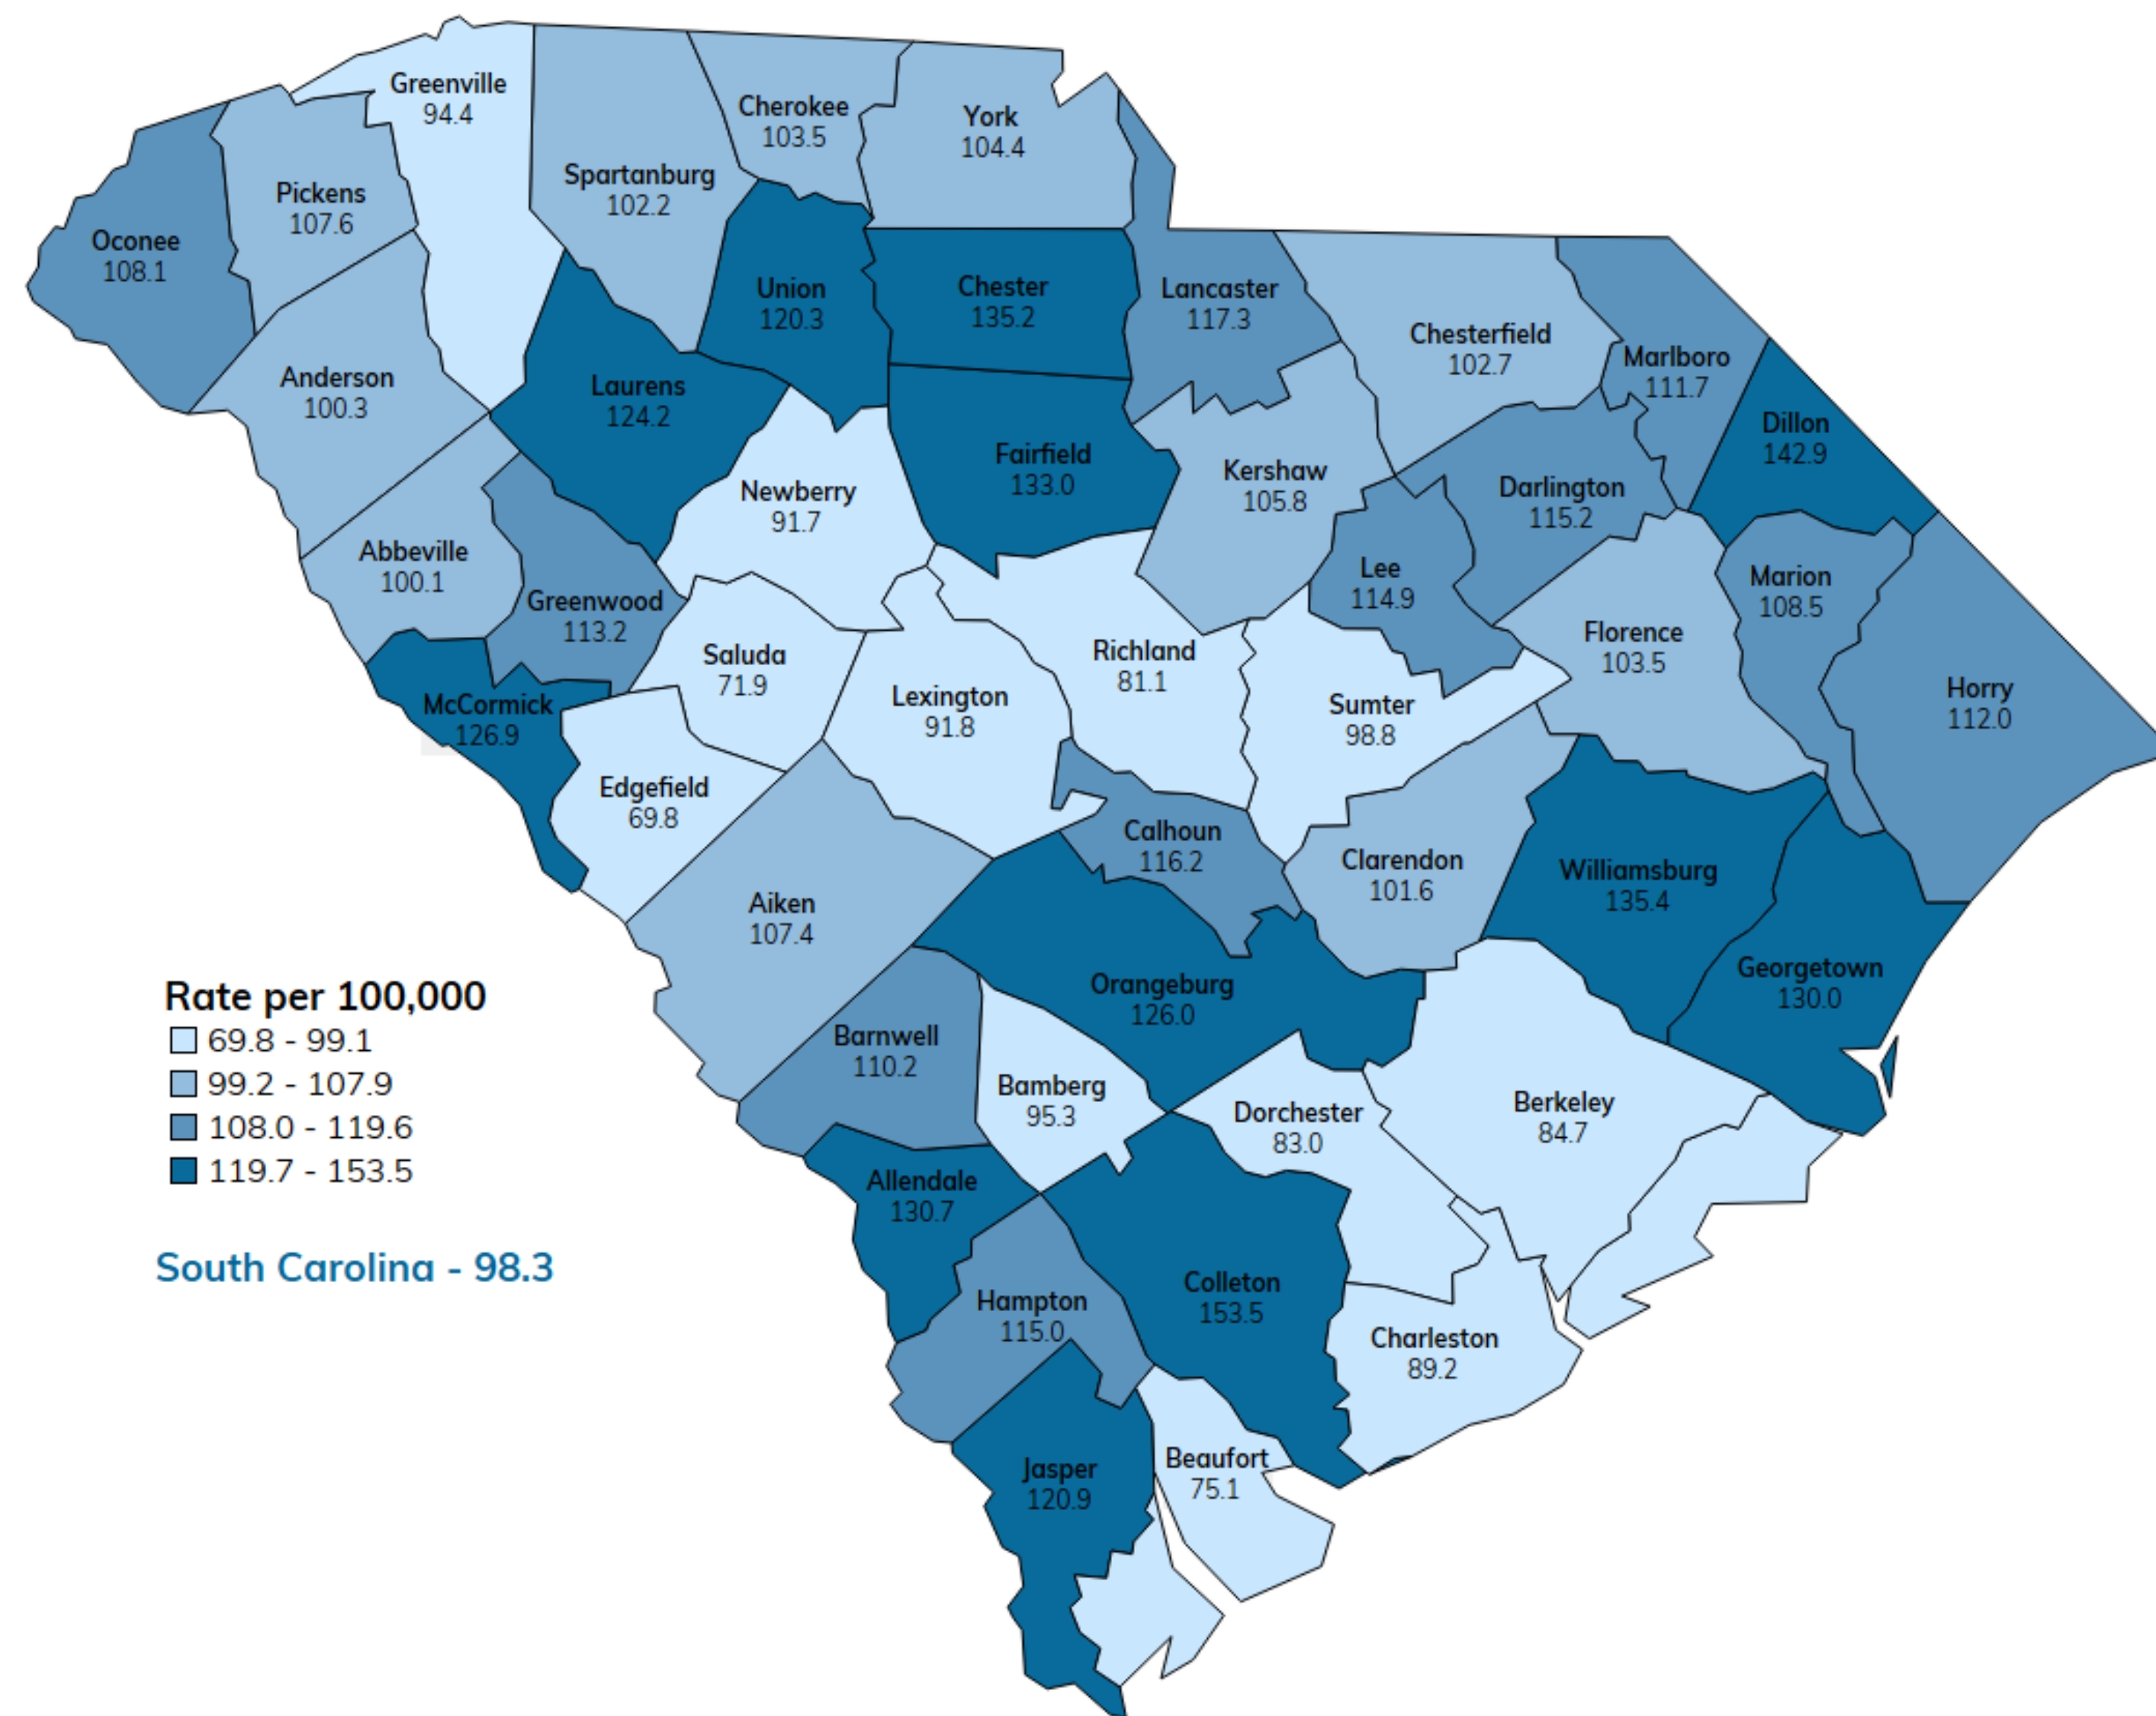 Greenville
94.4
Cherokee
103.5
York
104.4
Spartanburg
102.2
Pickens
107.6
Oconee
108.1
Union
120.3
Chester
135.2
Lancaster
117.3
Chesterfield
102.7
Marlboro
111.7
Anderson
100.3
Laurens
124.2
Dillon
142.9
Fairfield
133.0
Kershaw
105.8
Newberry
91.7
Darlington
115.2
Abbeville
100.1
Lee
114.9
Marion
108.5
Greenwood
113.2
Florence
103.5
Saluda
71.9
Richland
81.1
Horry
112.0
McCormick
126.9
Lexington
91.8
Sumter
98.8
Edgefield
69.8
Calhoun
116.2
Clarendon
101.6
Williamsburg
135.4
Aiken
107.4
Georgetown
130.0
Orangeburg
126.0
Barnwell
110.2
Bamberg
95.3
Dorchester
83.0
Berkeley
84.7
Allendale
130.7
Colleton
153.5
Hampton
115.0
Charleston
89.2
Beaufort
75.1
Jasper
120.9
Rate per 100,000
69.8 - 99.1
99.2 - 107.9
108.0 - 119.6
119.7 - 153.5
South Carolina - 98.3